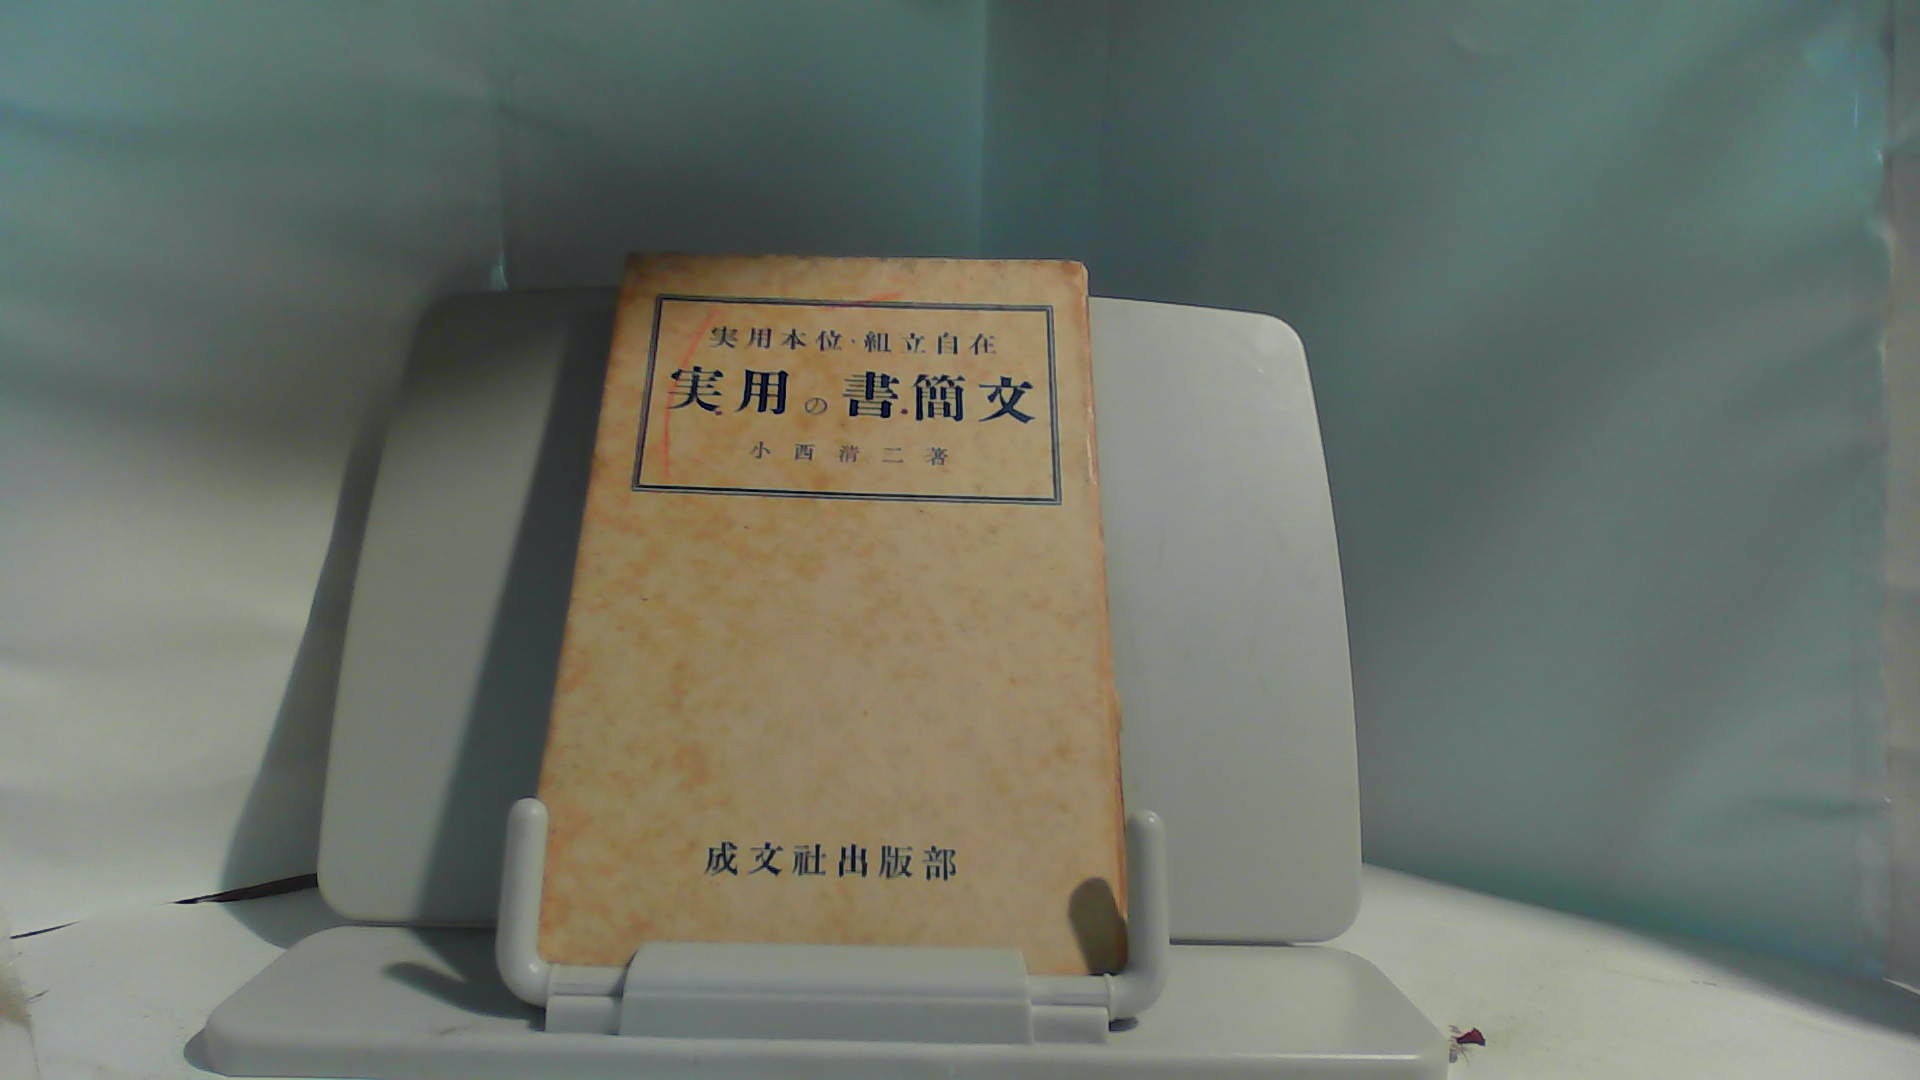 実用本位・組立自在
実用の書簡文
小西清二著
成文社出版部